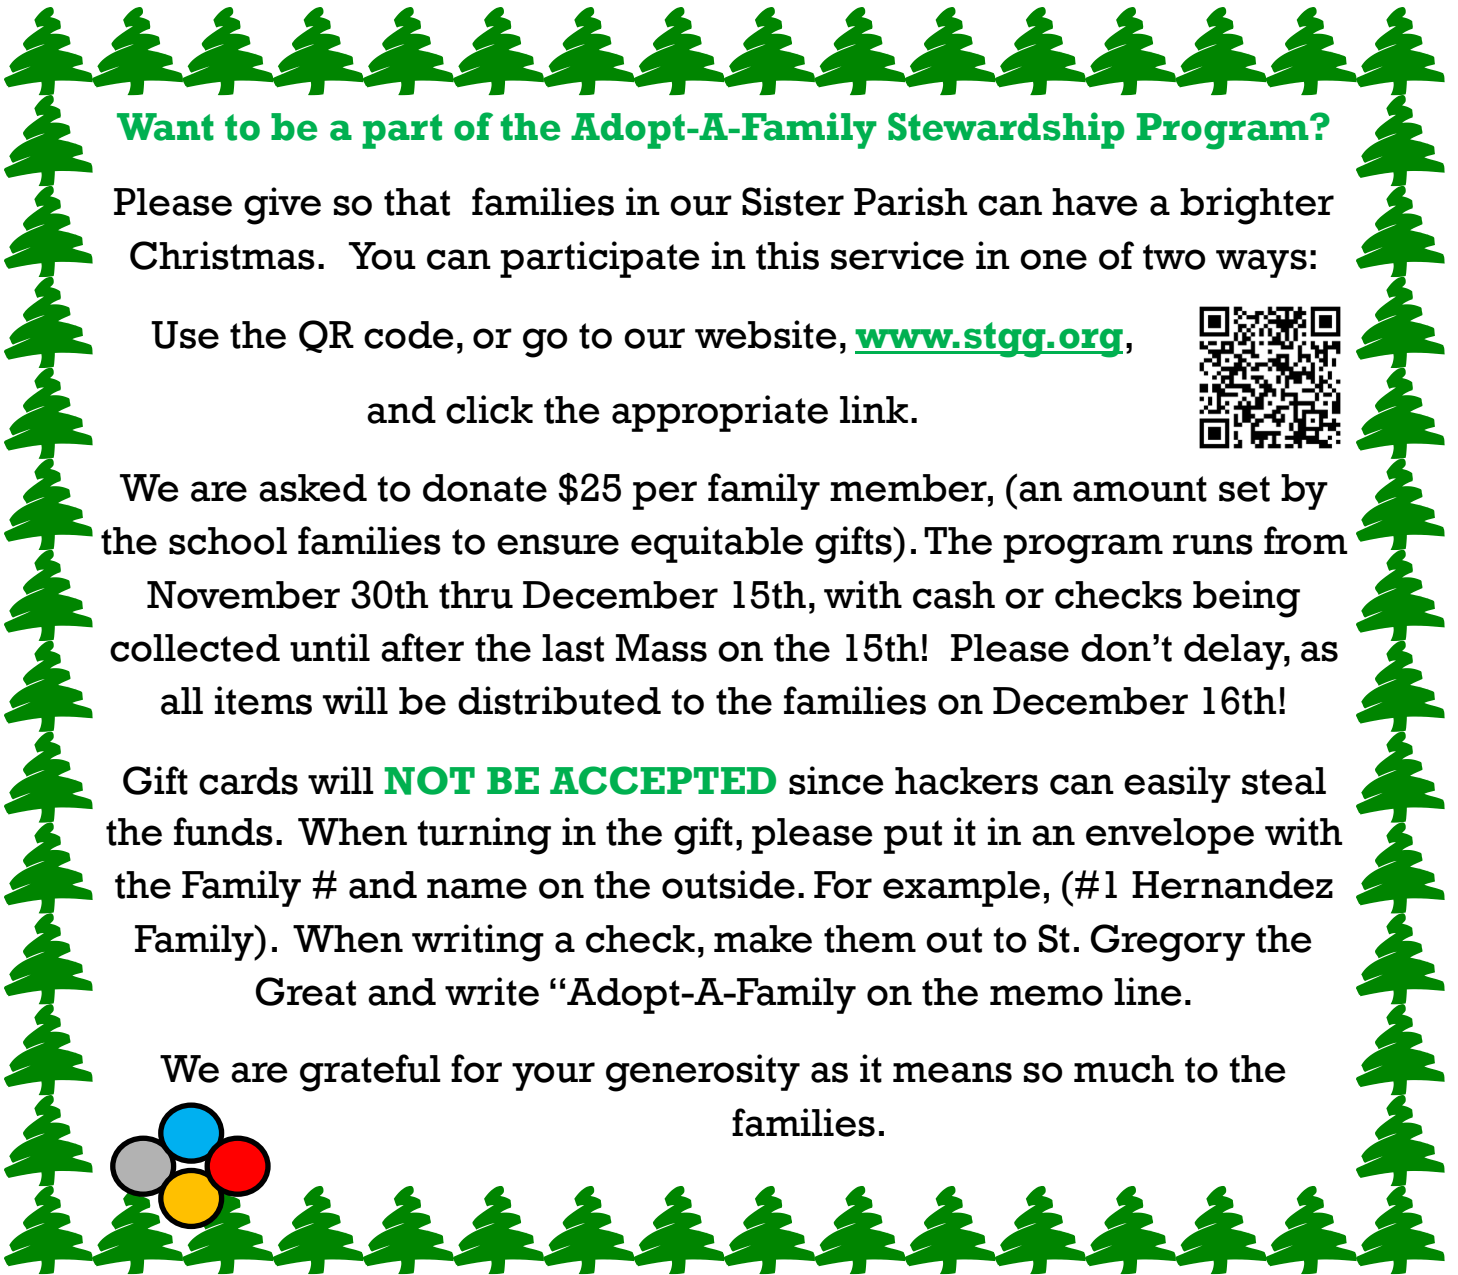 Want to be a part of the Adopt-A-Family Stewardship Program?
Please give so that families in our Sister Parish can have a brighter
Christmas. You can participate in this service in one of two ways:
Use the QR code, or go to our website, www.stgg.org,
and click the appropriate link.
We are asked to donate $25 per family member, (an amount set by
the school families to ensure equitable gifts). The program runs from
November 30th thru December 15th, with cash or checks being
collected until after the last Mass on the 15th! Please don’t delay, as
all items will be distributed to the families on December 16th!
Gift cards will NOT BE ACCEPTED since hackers can easily steal
the funds. When turning in the gift, please put it in an envelope with
the Family # and name on the outside. For example, (#1 Hernandez
Family). When writing a check, make them out to St. Gregory the
Great and write “Adopt-A-Family on the memo line.
We are grateful for your generosity as it means so much to the
families.